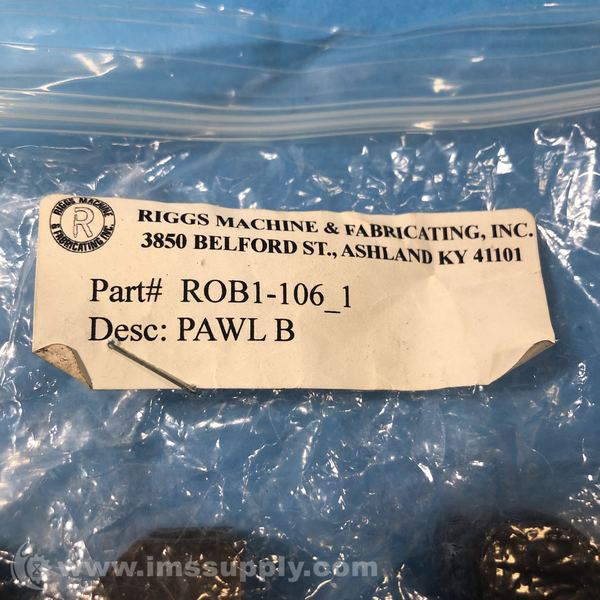 RIGGS MACHINE
& FABRICATING INC.
R
RIGGS MACHINE & FABRICATING, INC.
3850 BELFORD ST., ASHLAND KY 41101
Part# ROB1-106_1
Desc: PAWL B
www.imssupply.com